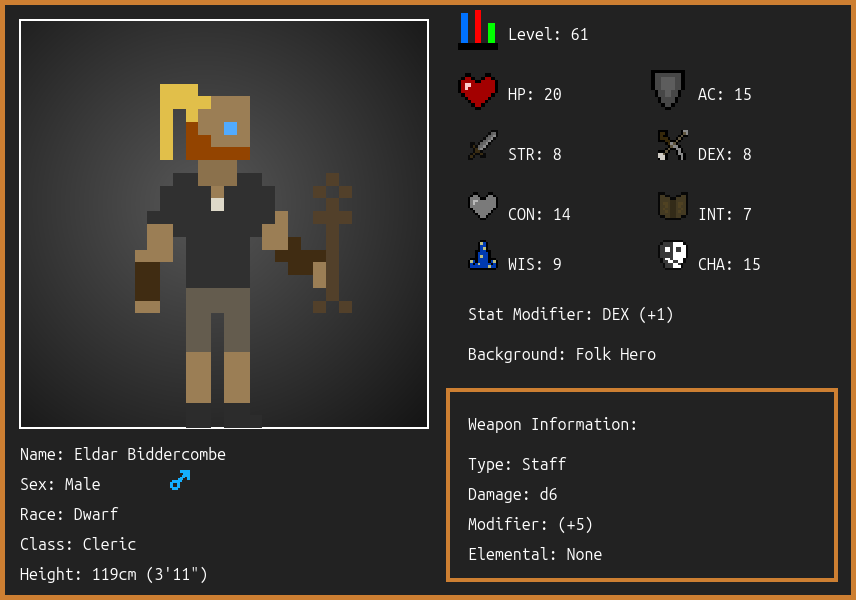 Level: 61
HP: 20
AC: 15
STR: 8
DEX: 8
CON: 14
INT: 7
WIS: 9
CHA: 15
Stat Modifier: DEX (+1)
Background: Folk Hero
Weapon Information:
Type: Staff
Damage: d6
Modifier: (+5)
Elemental: None
Name: Eldar Biddercombe
Sex: Male
Race: Dwarf
Class: Cleric
Height: 119cm (3'11")